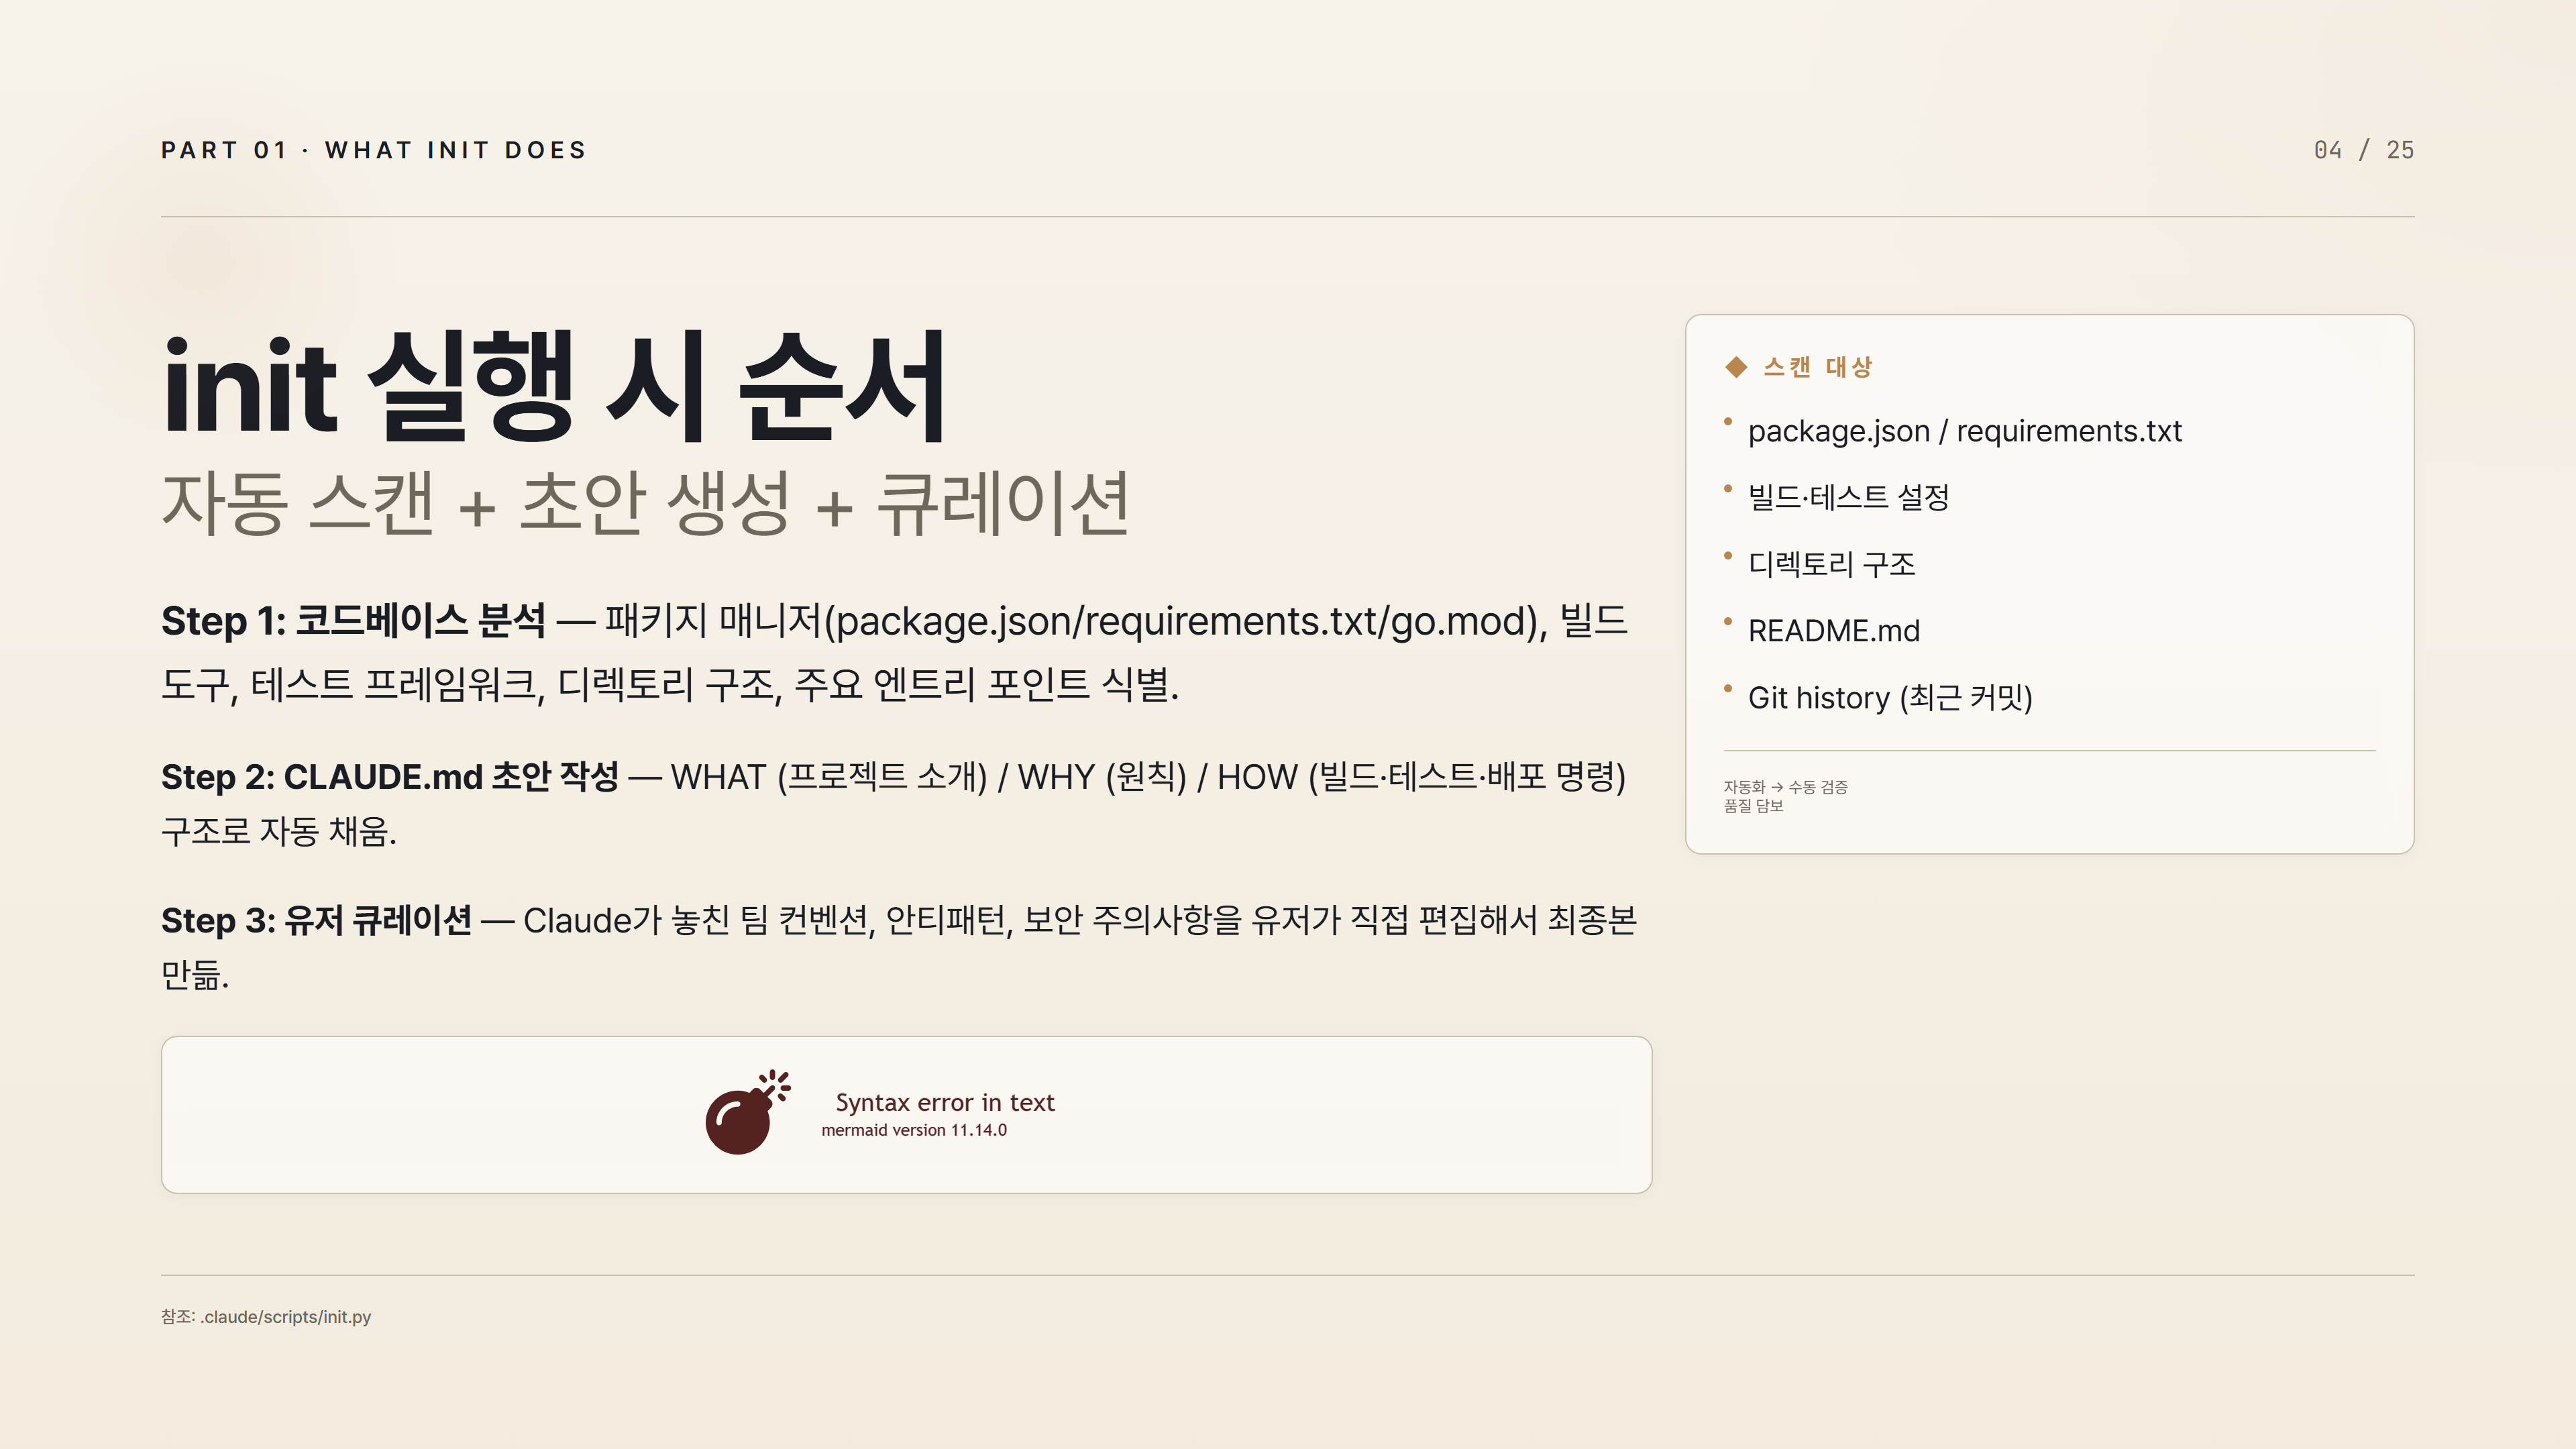 PART 01 · WHAT INIT DOES
04 / 25
init 실행 시 순서
자동 스캔 + 초안 생성 + 큐레이션
Step 1: 코드베이스 분석 — 패키지 매니저(package.json/requirements.txt/go.mod), 빌드
도구, 테스트 프레임워크, 디렉토리 구조, 주요 엔트리 포인트 식별.
Step 2: CLAUDE.md 초안 작성 — WHAT (프로젝트 소개) / WHY (원칙) / HOW (빌드·테스트·배포 명령)
구조로 자동 채움.
Step 3: 유저 큐레이션 — Claude가 놓친 팀 컨벤션, 안티패턴, 보안 주의사항을 유저가 직접 편집해서 최종본
만듦.
Syntax error in text
mermaid version 11.14.0
◆ 스캔 대상
• package.json / requirements.txt
• 빌드·테스트 설정
• 디렉토리 구조
• README.md
• Git history (최근 커밋)
자동화 → 수동 검증
품질 담보
참조: .claude/scripts/init.py